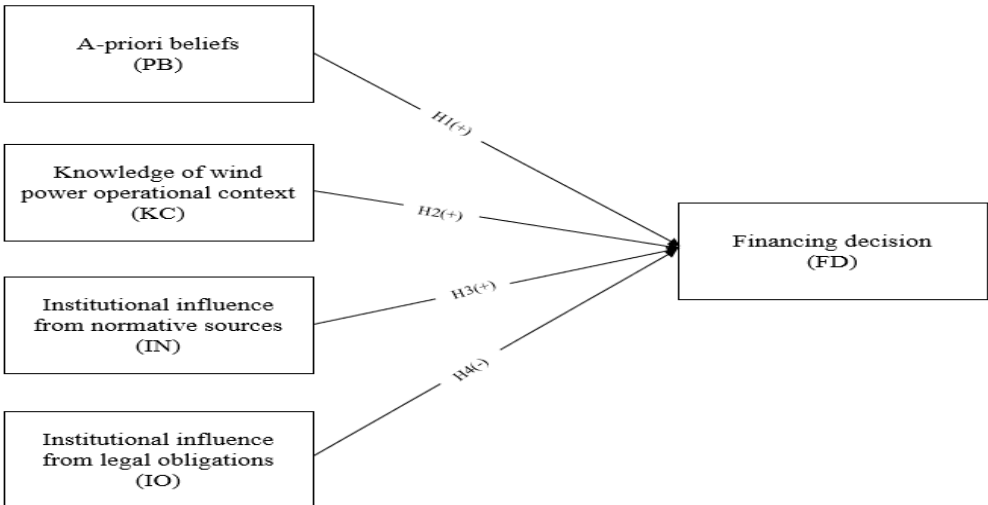 A-priori beliefs
(PB)
H1(+)
Knowledge of wind
power operational context
(KC)
H2(+)
Financing decision
(FD)
Institutional influence
from normative sources
(IN)
H3(+)
H4(-)
Institutional influence
from legal obligations
(IO)